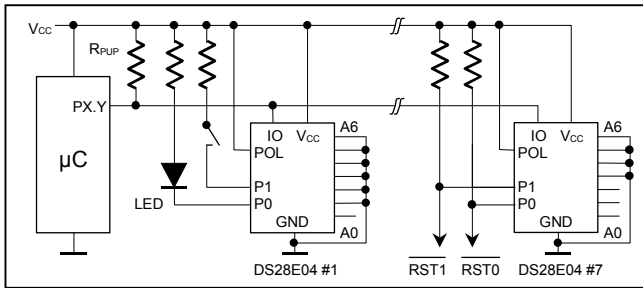 VCC
RPUP
PX.Y
µC
LED
IO VCC
POL
P1
P0
GND
A6
A0
DS28E04 #1
RST1
RST0
IO VCC
POL
P1
P0
GND
A6
A0
DS28E04 #7